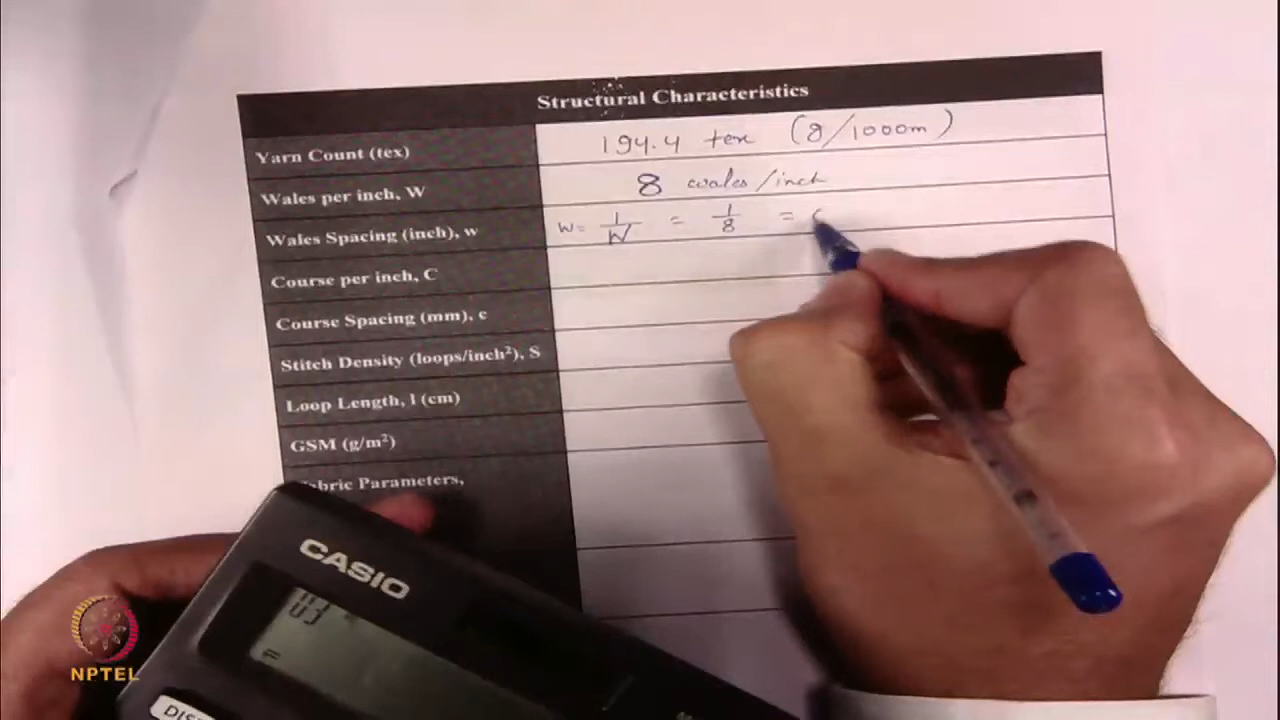 Structural Characteristics
Yarn Count (tex) 194.4 tex (g/1000m)
Wales per inch, W 8 wales/inch
Wales Spacing (inch), w w = 1/W = 1/8 =
Course per inch, C
Course Spacing (mm), c
Stitch Density (loops/inch²), S
Loop Length, l (cm)
GSM (g/m²)
Fabric Parameters,
CASIO
NPTEL